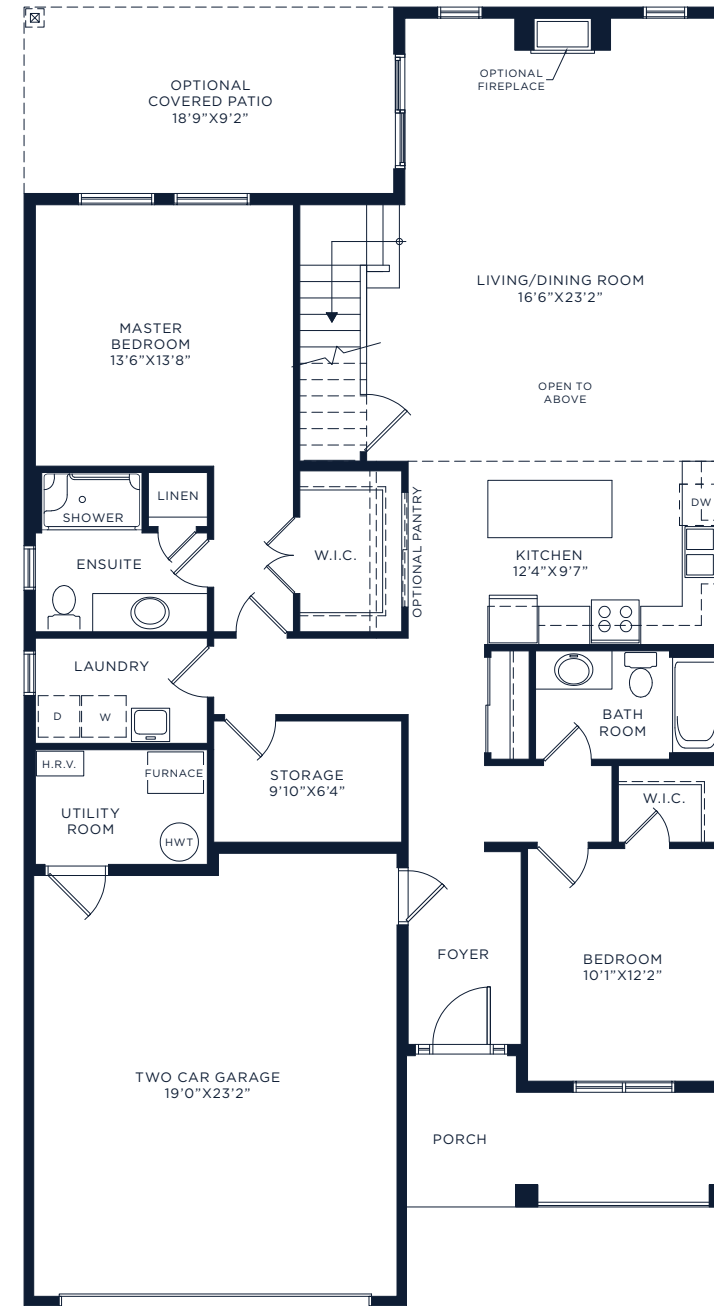 OPTIONAL
COVERED PATIO
18'9"X9'2"
OPTIONAL
FIREPLACE
LIVING/DINING ROOM
16'6"X23'2"
MASTER
BEDROOM
13'6"X13'8"
OPEN TO
ABOVE
LINEN
SHOWER
DW
OPTIONAL PANTRY
W.I.C.
KITCHEN
12'4"X9'7"
ENSUITE
LAUNDRY
D
W
BATH
ROOM
H.R.V.
FURNACE
STORAGE
9'10"X6'4"
W.I.C.
UTILITY
ROOM
HWT
FOYER
BEDROOM
10'1"X12'2"
TWO CAR GARAGE
19'0"X23'2"
PORCH